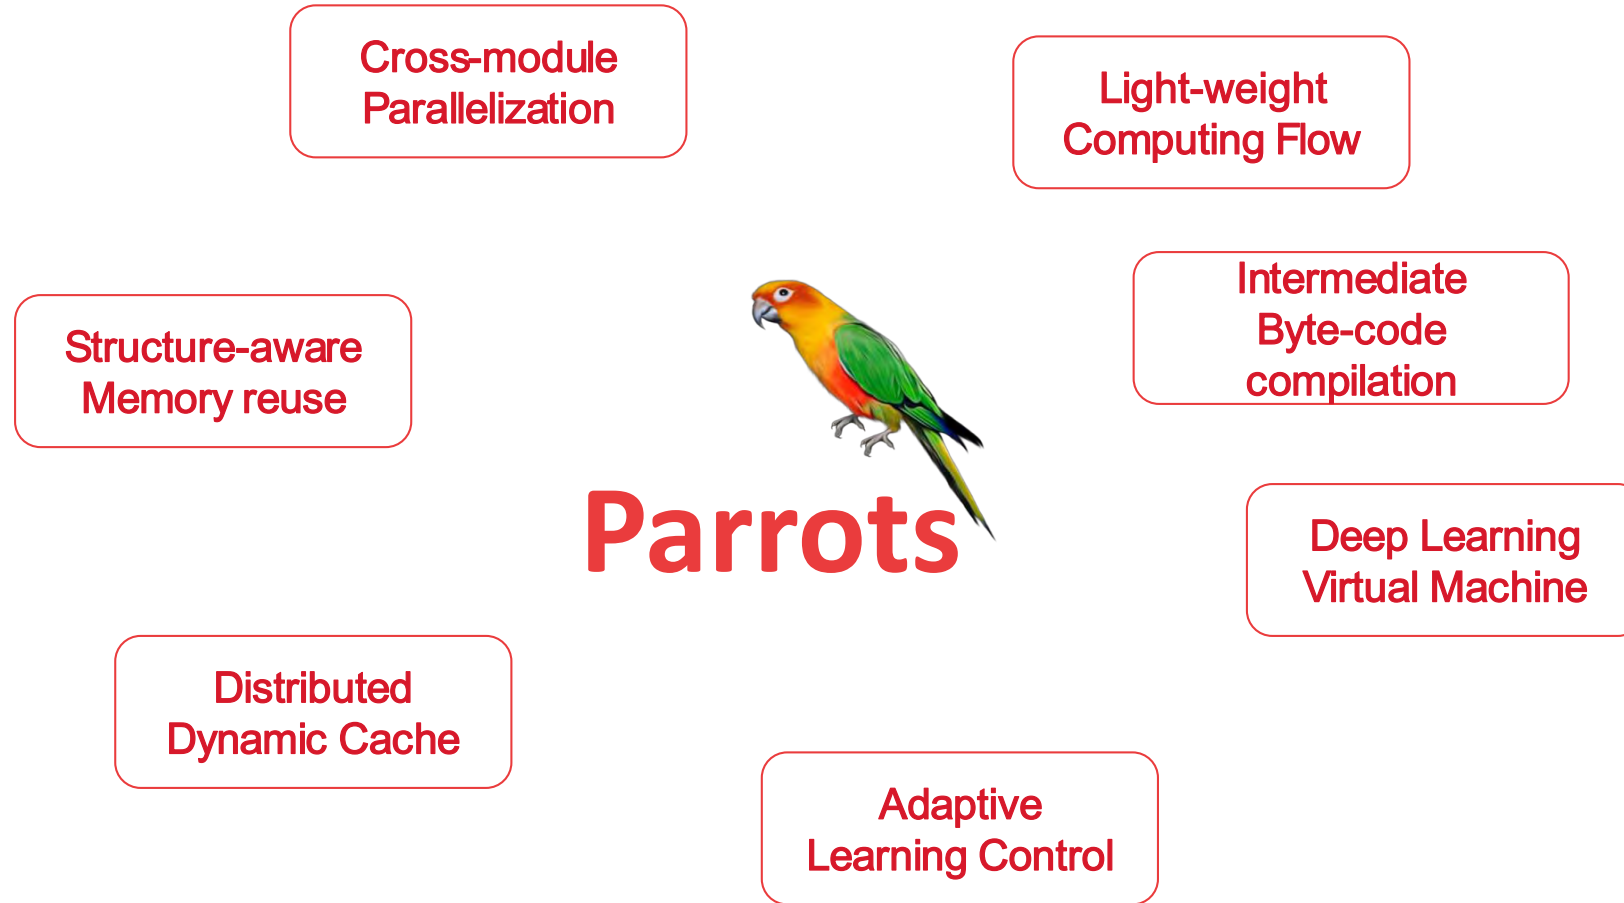 Cross-module
Parallelization
Light-weight
Computing Flow
Intermediate
Byte-code
compilation
Structure-aware
Memory reuse
Parrots
Deep Learning
Virtual Machine
Distributed
Dynamic Cache
Adaptive
Learning Control